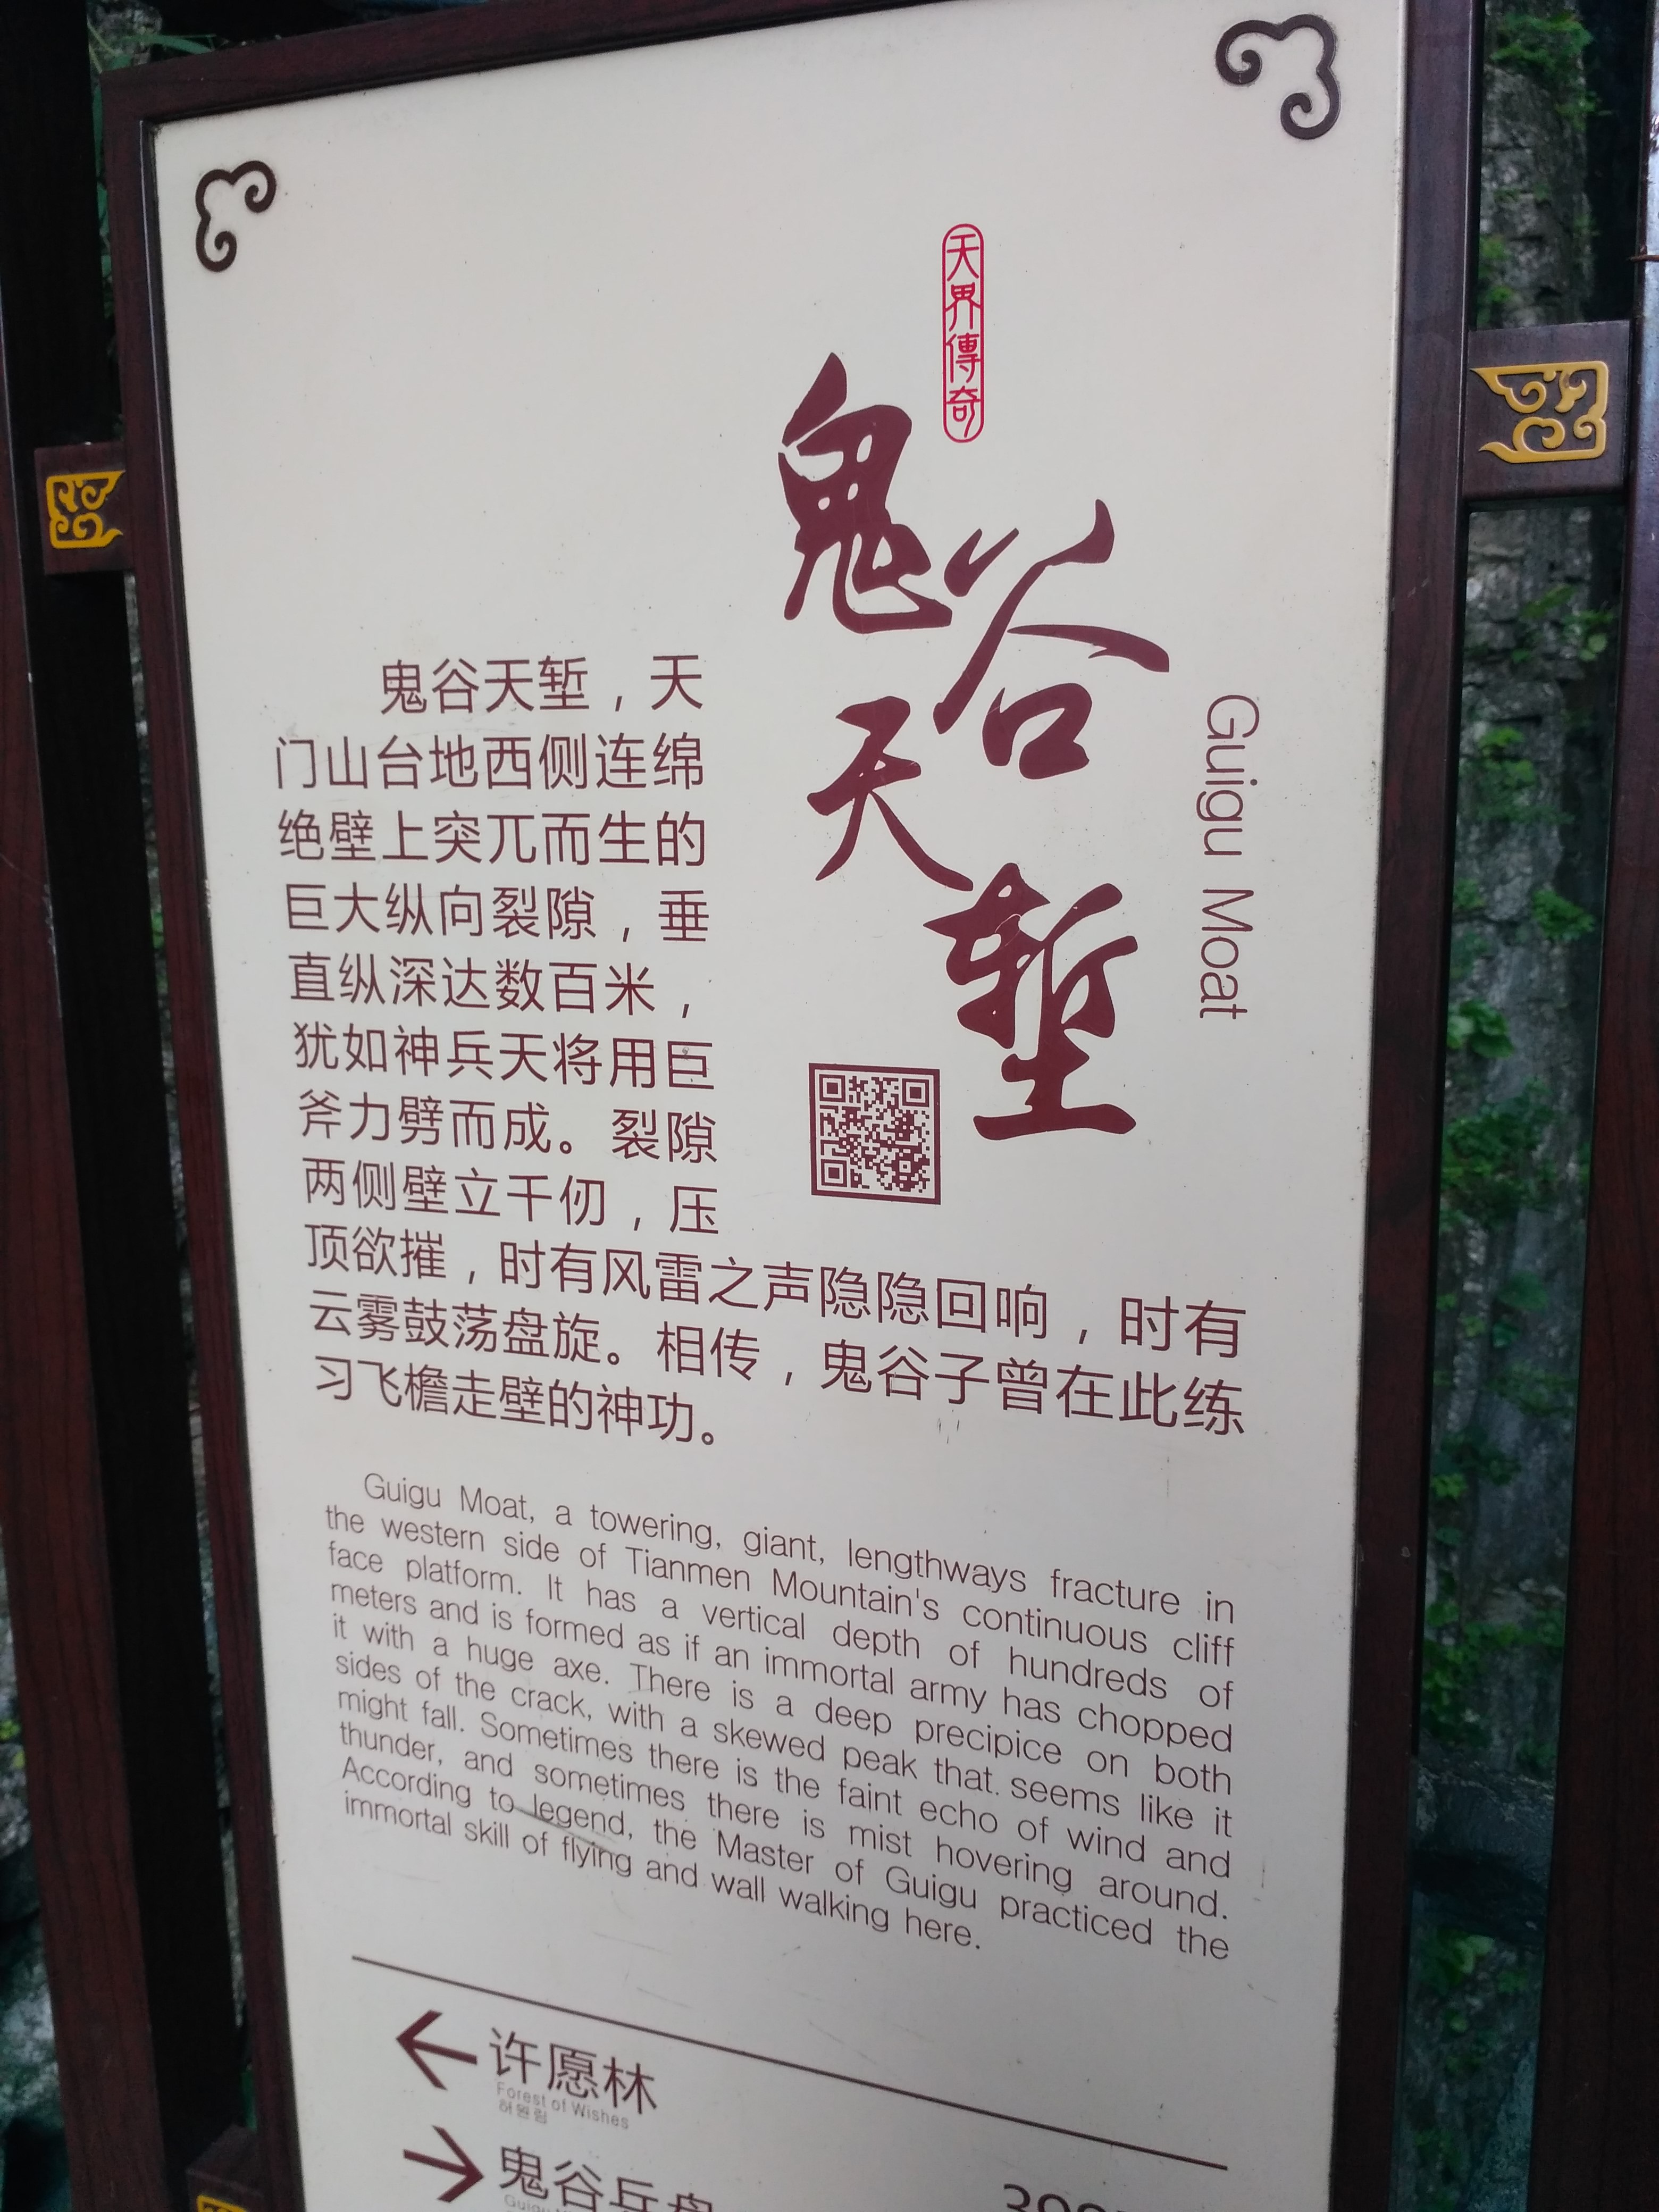 天界傳奇
鬼谷天塹
Guigu Moat
鬼谷天堑，天
门山台地西侧连绵
绝壁上突兀而生的
巨大纵向裂隙，垂
直纵深达数百米，
犹如神兵天将用巨
斧力劈而成。裂隙
两侧壁立千仞，压
顶欲摧，时有风雷之声隐隐回响，时有
云雾鼓荡盘旋。相传，鬼谷子曾在此练
习飞檐走壁的神功。
Guigu Moat, a towering, giant, lengthways fracture in
the western side of Tianmen Mountain's continuous cliff
face platform. It has a vertical depth of hundreds of
meters and is formed as if an immortal army has chopped
it with a huge axe. There is a deep precipice on both
sides of the crack, with a skewed peak that seems like it
might fall. Sometimes there is the faint echo of wind and
thunder, and sometimes there is mist hovering around.
According to legend, the Master of Guigu practiced the
immortal skill of flying and wall walking here.
许愿林
Forest of Wishes
허원림
鬼谷兵盘
Guigu